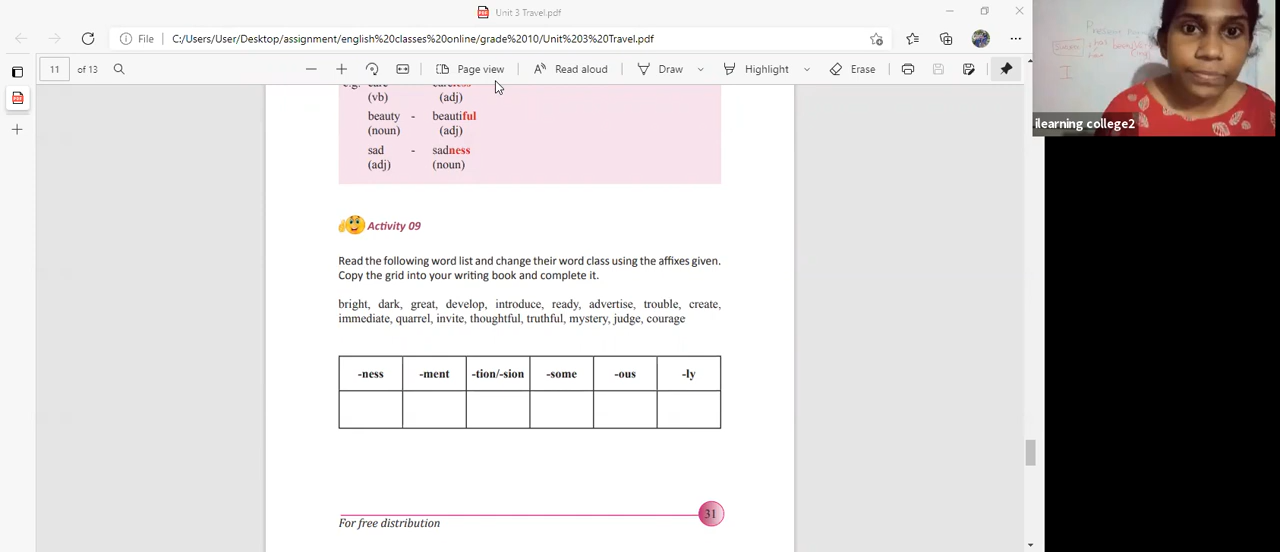 Unit 3 Travel.pdf
File C:/Users/User/Desktop/assignment/english%20classes%20online/grade%2010/Unit%203%20Travel.pdf
11 of 13 Page view Read aloud Draw Highlight Erase
ilearning college2
(vb) (adj)
beauty - beautiful
(noun) (adj)
sad - sadness
(adj) (noun)
Activity 09
Read the following word list and change their word class using the affixes given.
Copy the grid into your writing book and complete it.
bright, dark, great, develop, introduce, ready, advertise, trouble, create,
immediate, quarrel, invite, thoughtful, truthful, mystery, judge, courage
-ness -ment -tion/-sion -some -ous -ly
31
For free distribution